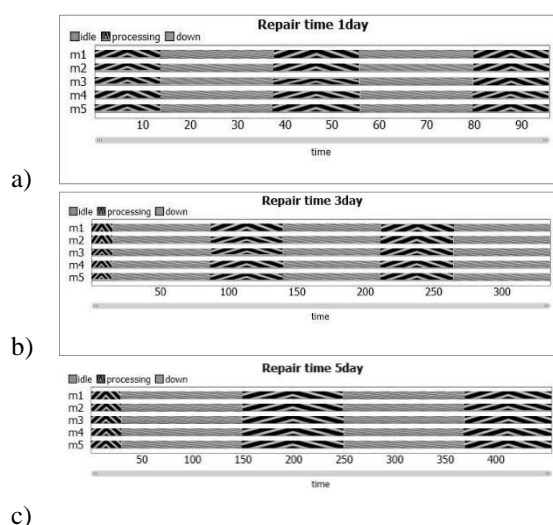 Repair time 1day
idle processing down
m1
m2
m3
m4
m5
10 20 30 40 50 60 70 80 90
time
a)
Repair time 3day
idle processing down
m1
m2
m3
m4
m5
50 100 150 200 250 300
time
b)
Repair time 5day
idle processing down
m1
m2
m3
m4
m5
50 100 150 200 250 300 350 400
time
c)